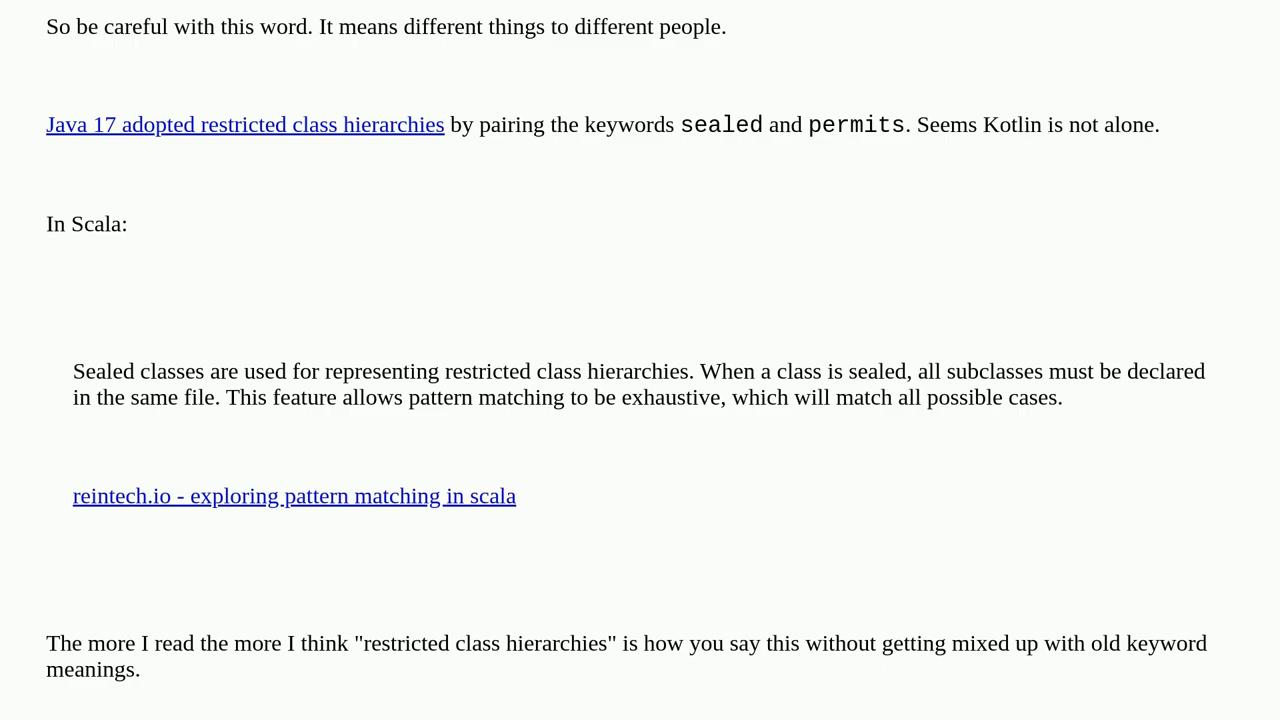 So be careful with this word. It means different things to different people.
Java 17 adopted restricted class hierarchies by pairing the keywords sealed and permits. Seems Kotlin is not alone.
In Scala:
Sealed classes are used for representing restricted class hierarchies. When a class is sealed, all subclasses must be declared
in the same file. This feature allows pattern matching to be exhaustive, which will match all possible cases.
reintech.io - exploring pattern matching in scala
The more I read the more I think "restricted class hierarchies" is how you say this without getting mixed up with old keyword
meanings.